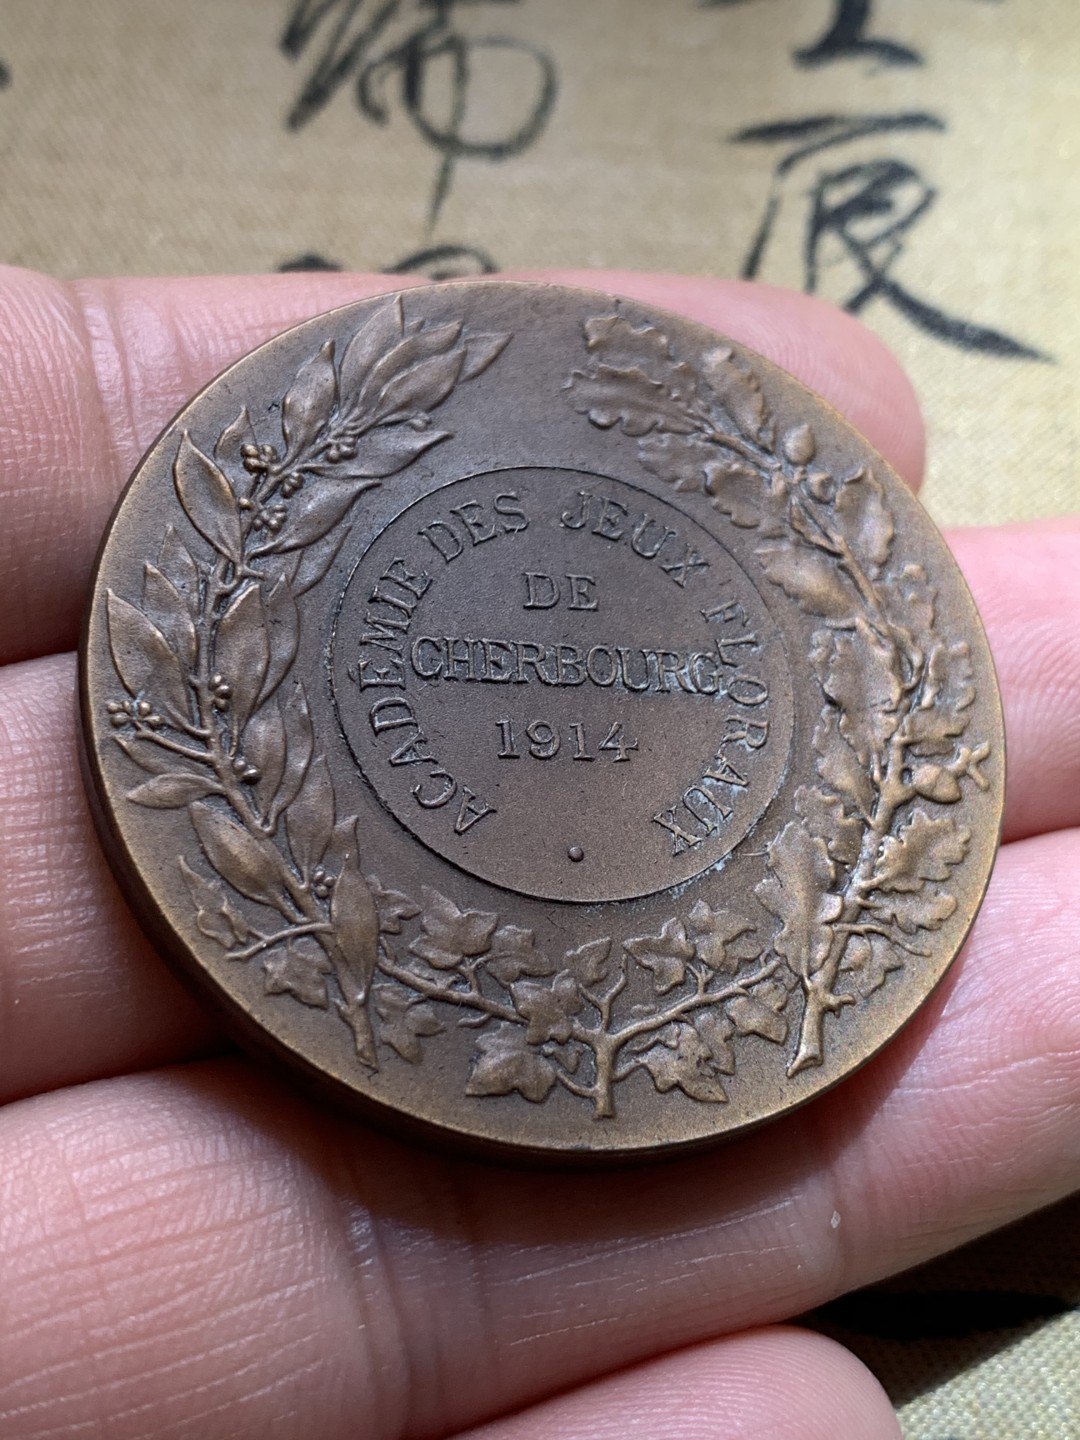 ACADÉMIE DES JEUX FLORAUX
DE
CHERBOURG
1914